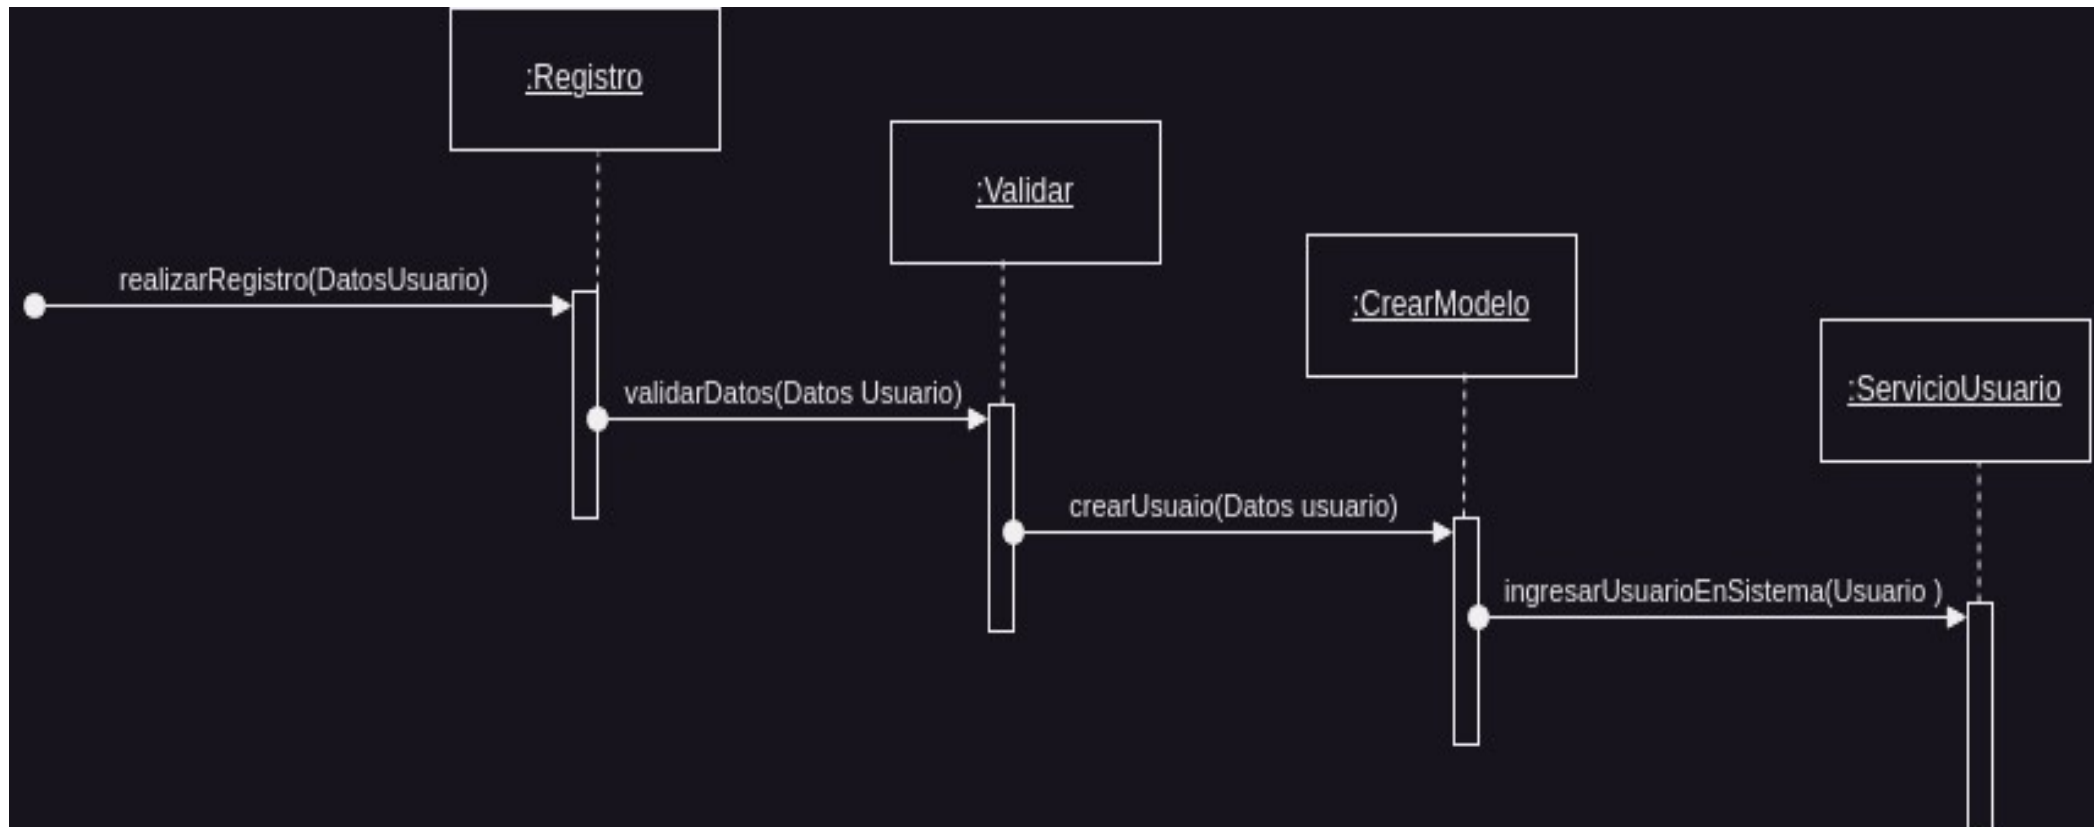 :Registro
:Validar
realizarRegistro(DatosUsuario)
:CrearModelo
validarDatos(Datos Usuario)
:ServicioUsuario
crearUsuaio(Datos usuario)
ingresarUsuarioEnSistema(Usuario )